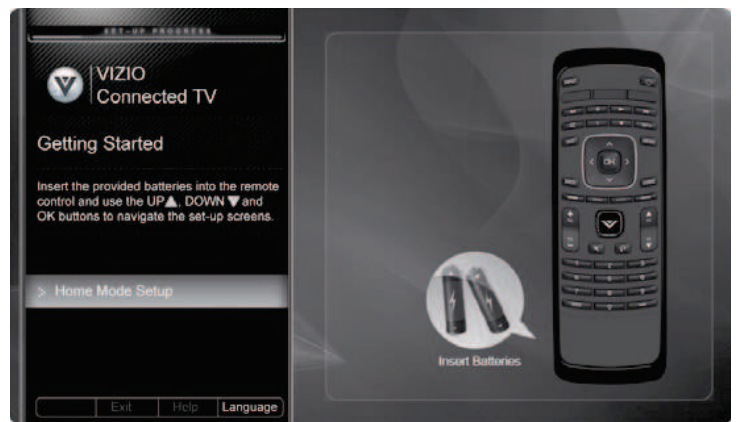 SET-UP PROGRESS
VIZIO
Connected TV
Getting Started
Insert the provided batteries into the remote
control and use the UP▲, DOWN ▼ and
OK buttons to navigate the set-up screens.
> Home Mode Setup
Exit
Help
Language
OK
Insert Batteries